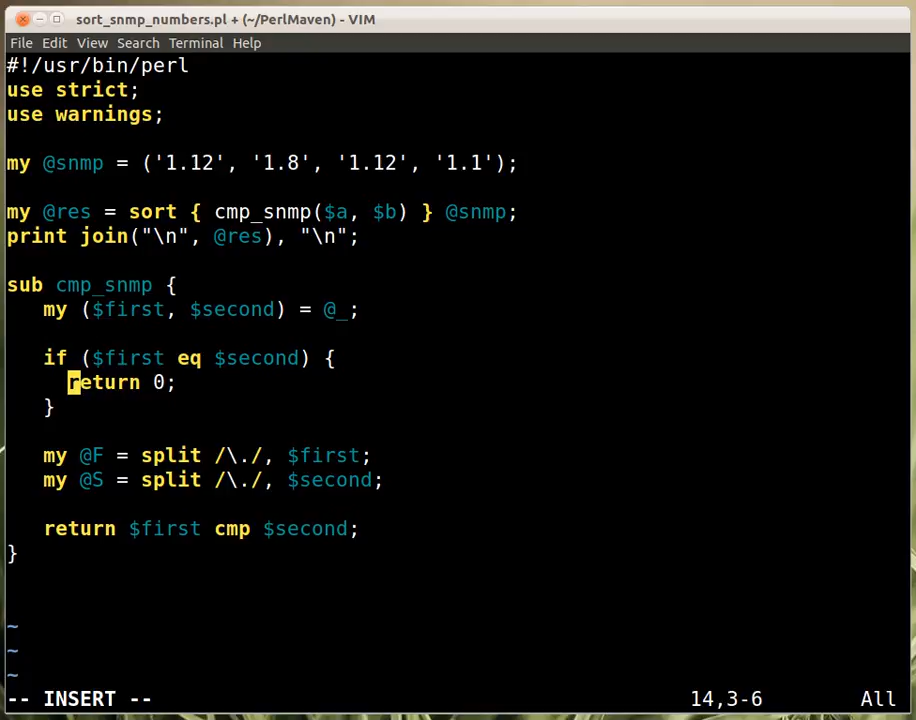 sort_snmp_numbers.pl + (~/PerlMaven) - VIM
File Edit View Search Terminal Help
#!/usr/bin/perl
use strict;
use warnings;

my @snmp = ('1.12', '1.8', '1.12', '1.1');

my @res = sort { cmp_snmp($a, $b) } @snmp;
print join("\n", @res), "\n";

sub cmp_snmp {
   my ($first, $second) = @_;

   if ($first eq $second) {
     return 0;
   }

   my @F = split /\./, $first;
   my @S = split /\./, $second;

   return $first cmp $second;
}

~
~
~
-- INSERT -- 14,3-6 All